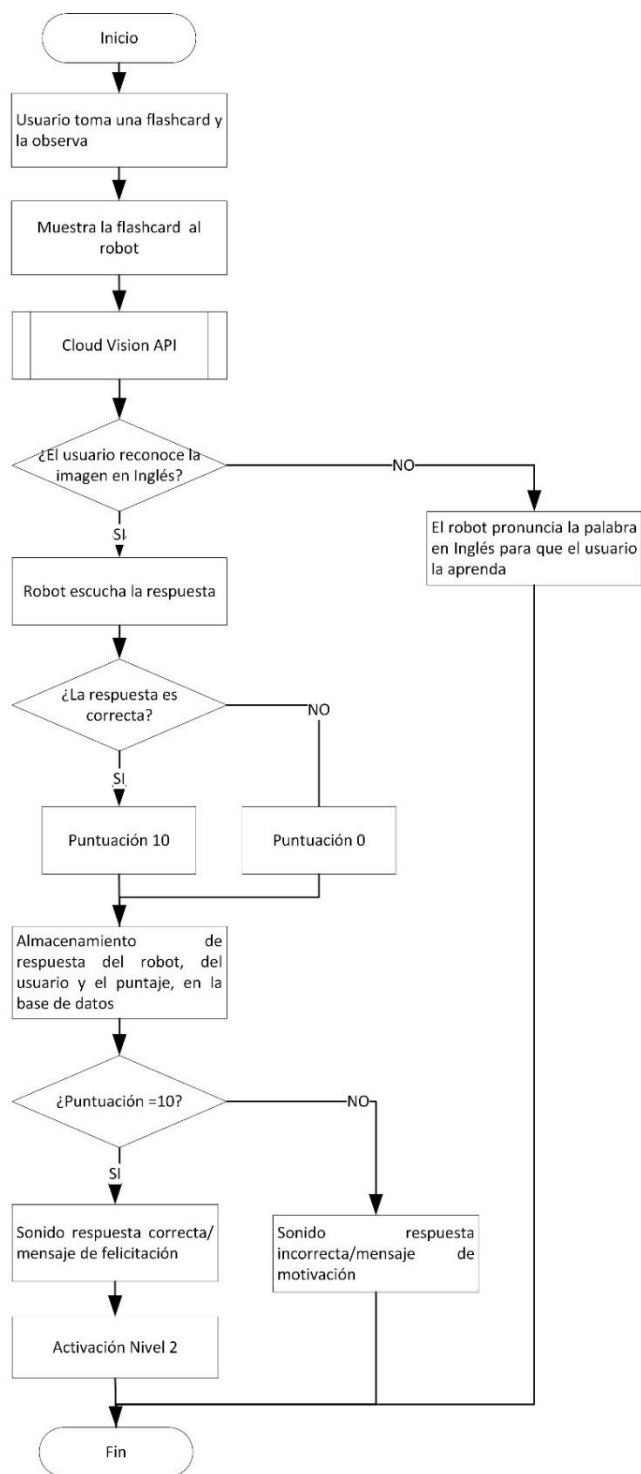 Inicio
Usuario toma una flashcard y
la observa
Muestra la flashcard al
robot
Cloud Vision API
¿El usuario reconoce la
imagen en Inglés?
NO
SI
El robot pronuncia la palabra
en Inglés para que el usuario
la aprenda
Robot escucha la respuesta
¿La respuesta es
correcta?
NO
SI
Puntuación 10
Puntuación 0
Almacenamiento de
respuesta del robot, del
usuario y el puntaje, en la
base de datos
¿Puntuación =10?
NO
SI
Sonido respuesta correcta/
mensaje de felicitación
Sonido respuesta
incorrecta/mensaje de
motivación
Activación Nivel 2
Fin